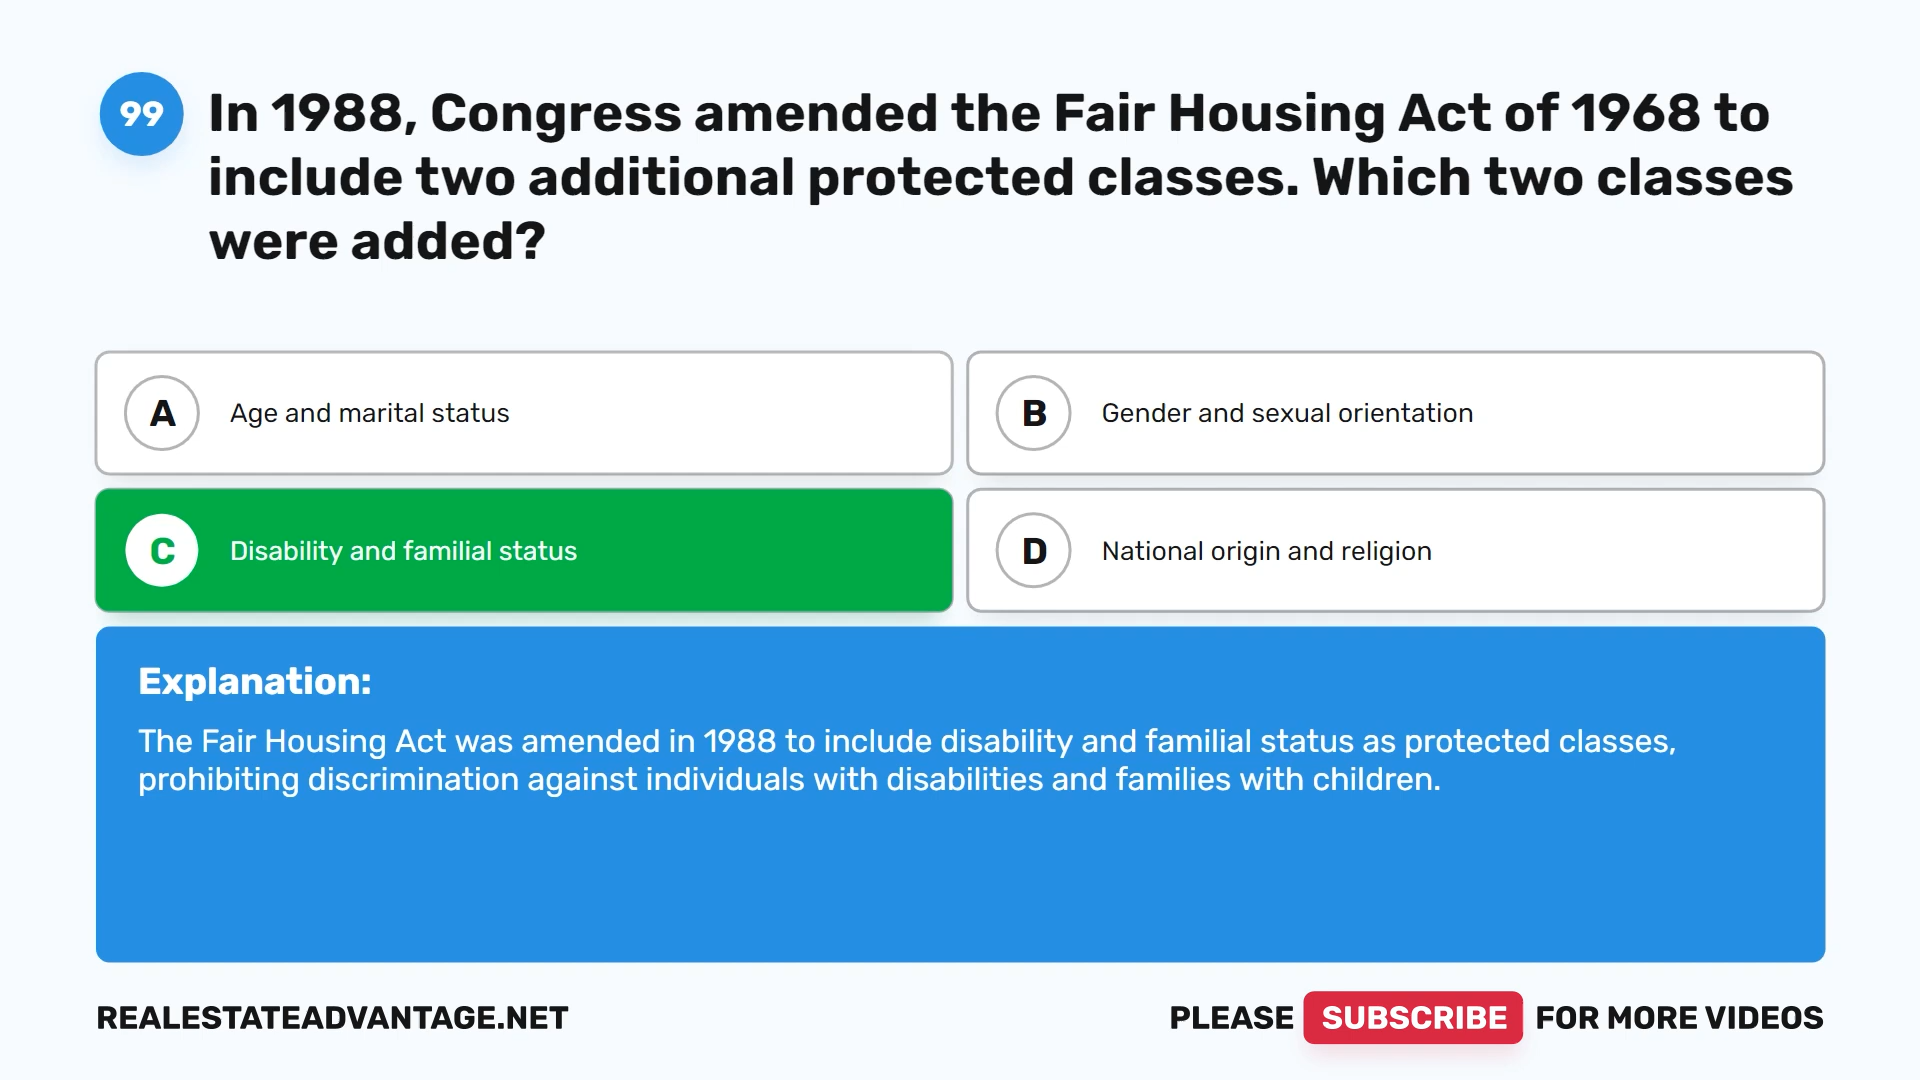 99
In 1988, Congress amended the Fair Housing Act of 1968 to
include two additional protected classes. Which two classes
were added?
A Age and marital status
B Gender and sexual orientation
C Disability and familial status
D National origin and religion
Explanation:
The Fair Housing Act was amended in 1988 to include disability and familial status as protected classes,
prohibiting discrimination against individuals with disabilities and families with children.
REALESTATEADVANTAGE.NET
PLEASE SUBSCRIBE FOR MORE VIDEOS